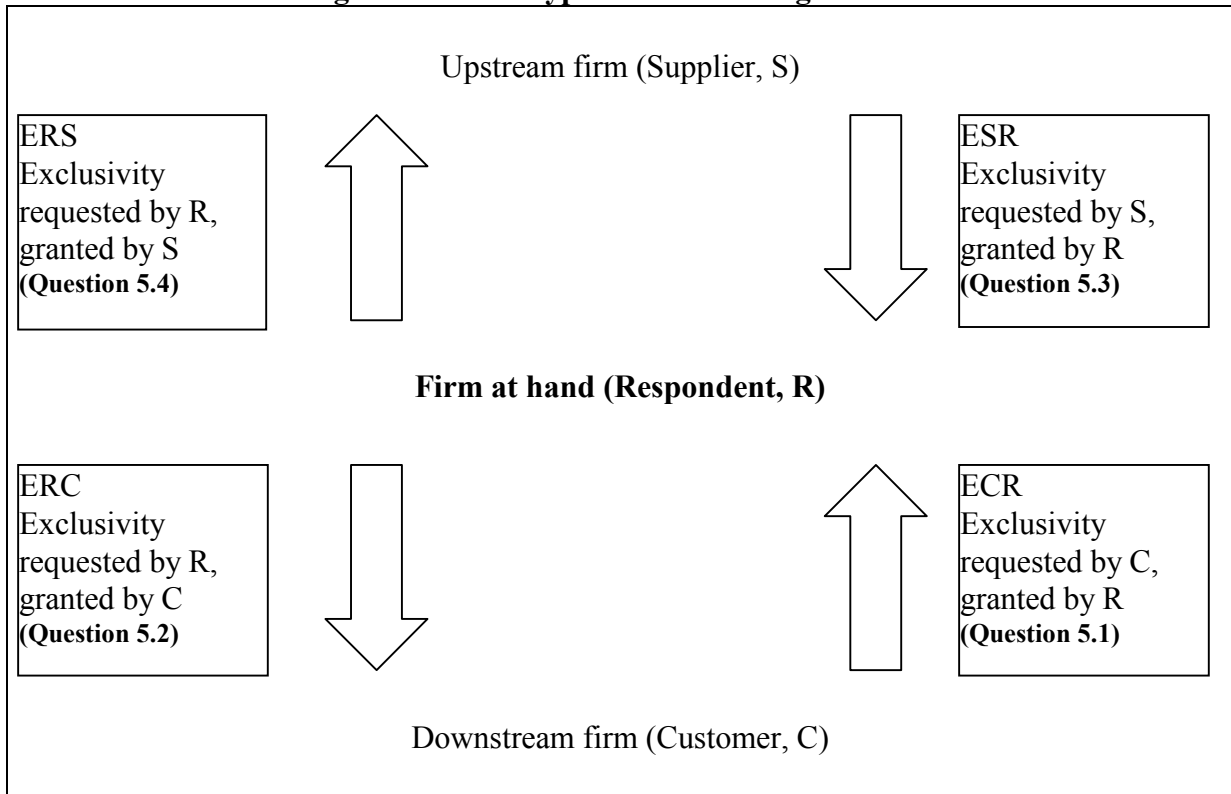 Upstream firm (Supplier, S)
ERS
Exclusivity
requested by R,
granted by S
(Question 5.4)
ESR
Exclusivity
requested by S,
granted by R
(Question 5.3)
Firm at hand (Respondent, R)
ERC
Exclusivity
requested by R,
granted by C
(Question 5.2)
ECR
Exclusivity
requested by C,
granted by R
(Question 5.1)
Downstream firm (Customer, C)